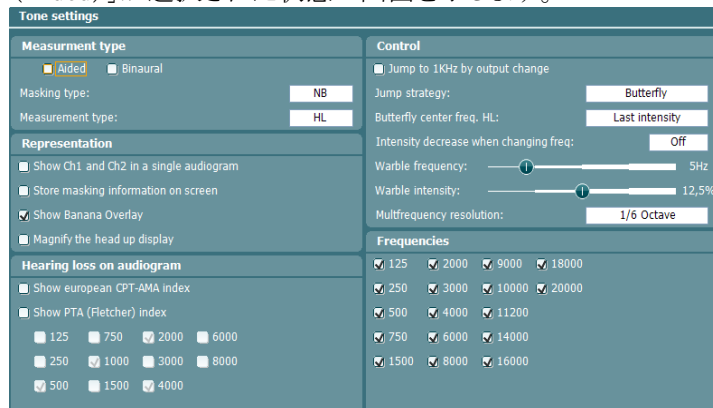 Tone settings
Measurment type
Aided Binaural
Masking type: NB
Measurement type: HL
Representation
Show Ch1 and Ch2 in a single audiogram
Store masking information on screen
Show Banana Overlay
Magnify the head up display
Hearing loss on audiogram
Show european CPT-AMA index
Show PTA (Fletcher) index
125 750 2000 6000
250 1000 3000 8000
500 1500 4000
Control
Jump to 1KHz by output change
Jump strategy: Butterfly
Butterfly center freq. HL: Last intensity
Intensity decrease when changing freq: Off
Warble frequency: 5Hz
Warble intensity: 12,5%
Multfrequency resolution: 1/6 Octave
Frequencies
125 2000 9000 18000
250 3000 10000 20000
500 4000 11200
750 6000 14000
1500 8000 16000